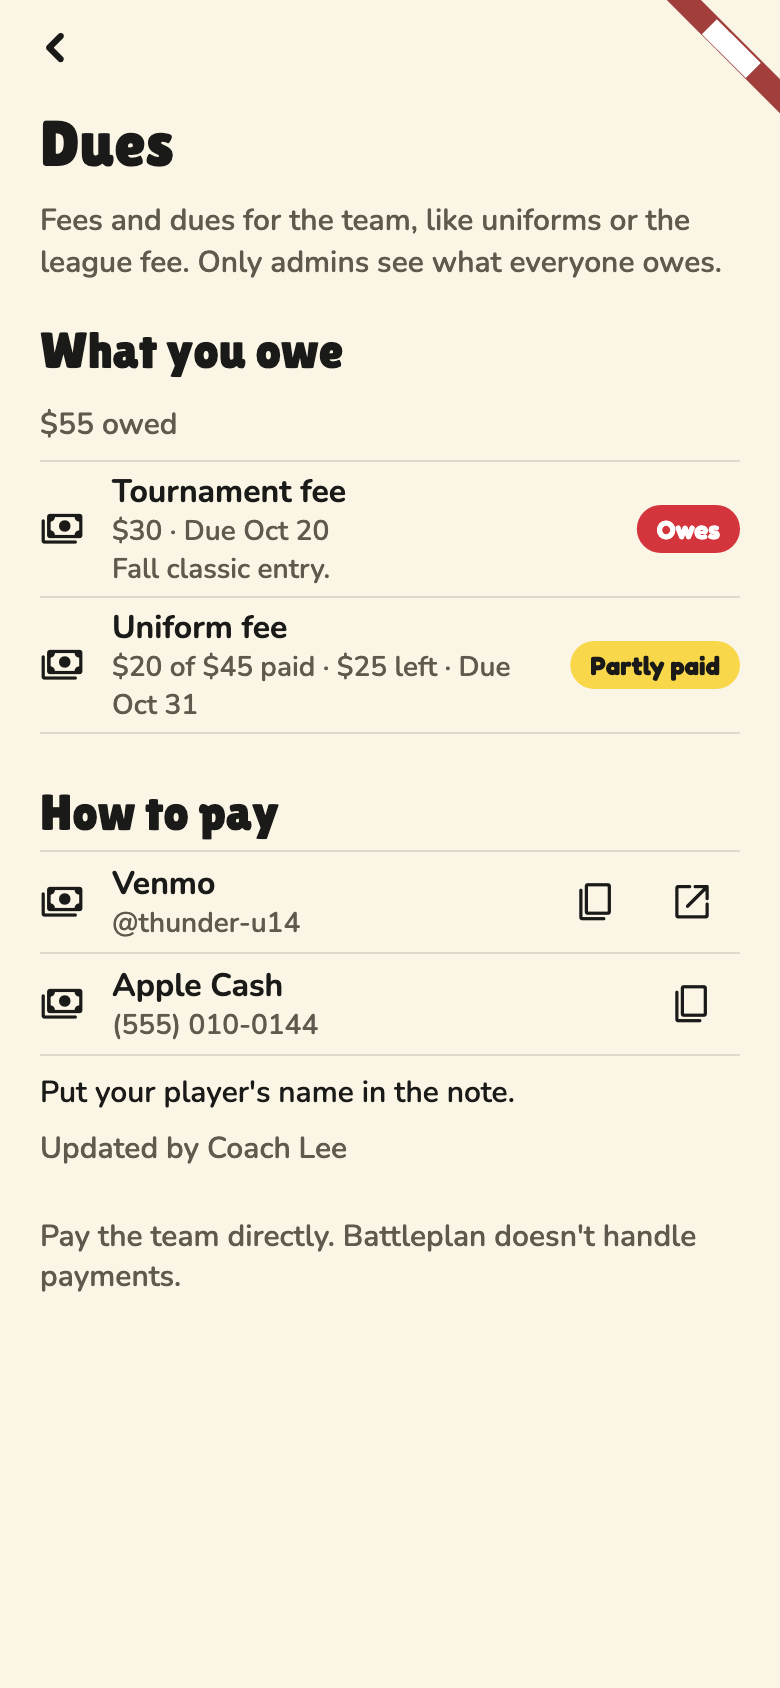 Dues
Fees and dues for the team, like uniforms or the
league fee. Only admins see what everyone owes.
What you owe
$55 owed
Tournament fee
$30 · Due Oct 20
Fall classic entry.
Owes
Uniform fee
$20 of $45 paid · $25 left · Due
Oct 31
Partly paid
How to pay
Venmo
@thunder-u14
Apple Cash
(555) 010-0144
Put your player's name in the note.
Updated by Coach Lee
Pay the team directly. Battleplan doesn't handle
payments.